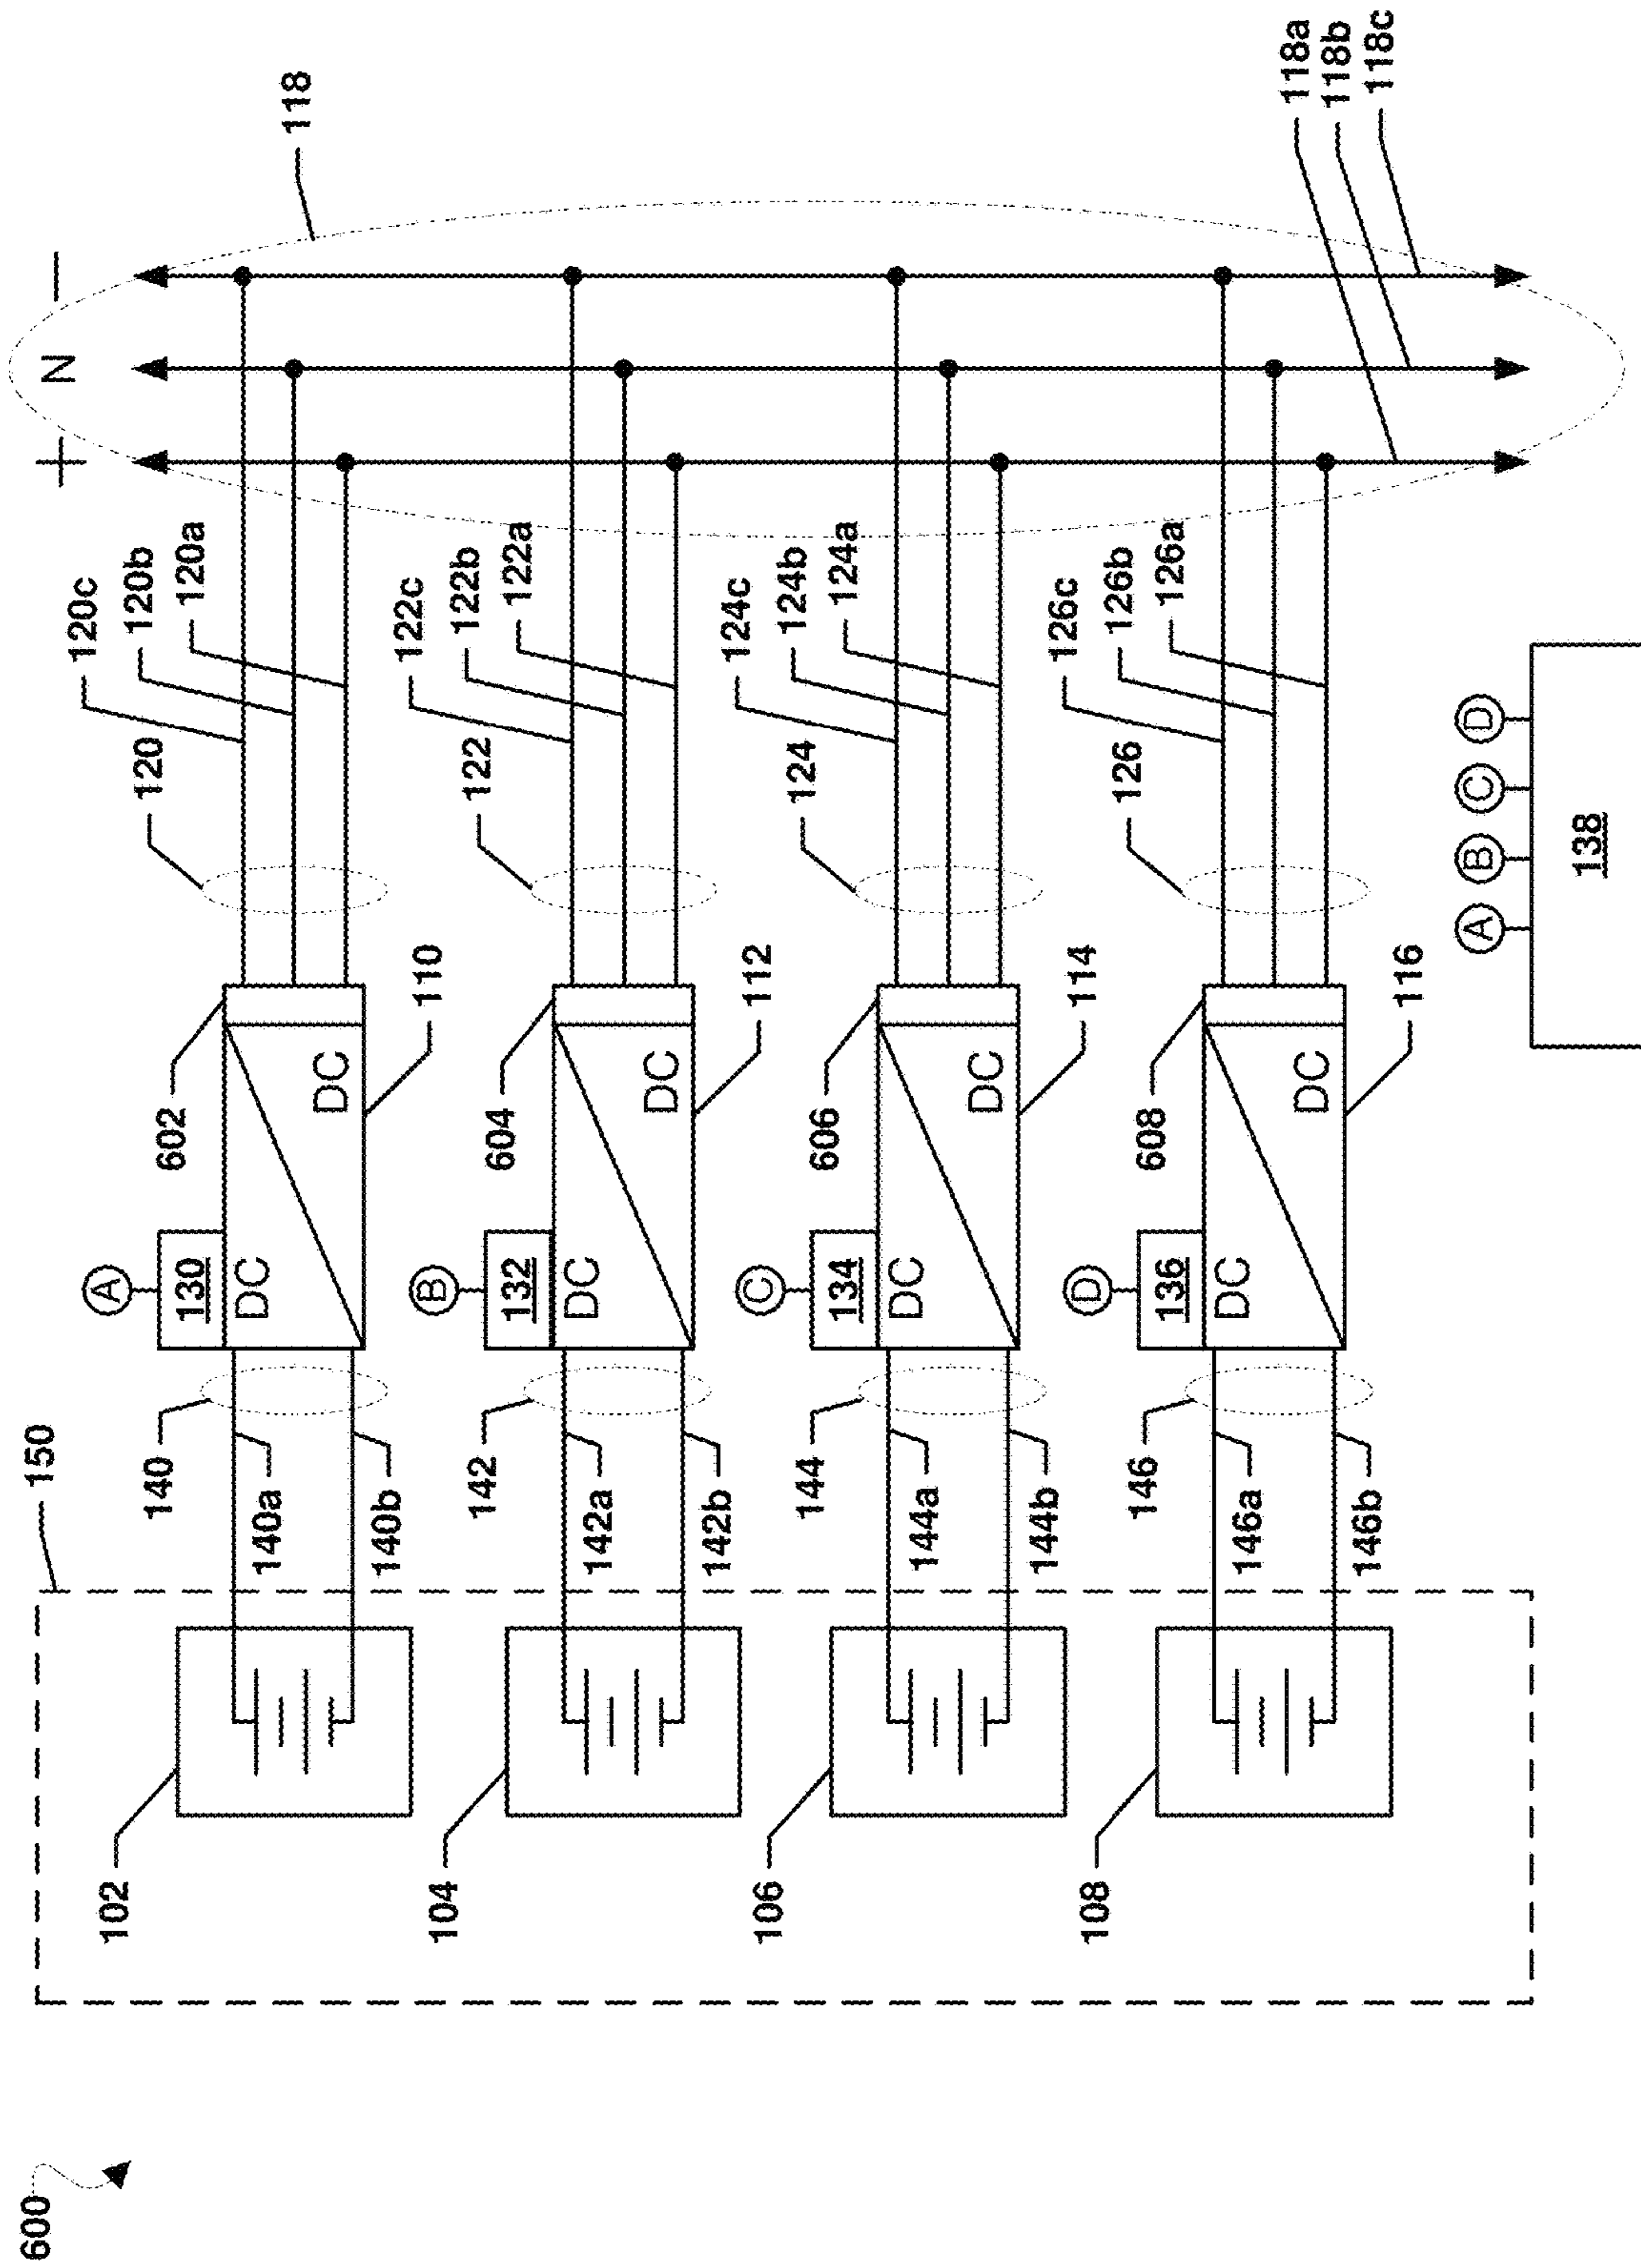 600
150
102
140
140a
140b
A
130
DC
DC
602
110
120
120c
120b
120a
+
N
−
118
104
142
142a
142b
B
132
DC
DC
604
112
122
122c
122b
122a
106
144
144a
144b
C
134
DC
DC
606
114
124
124c
124b
124a
108
146
146a
146b
D
136
DC
DC
608
116
126
126c
126b
126a
118a
118b
118c
A B C D
138